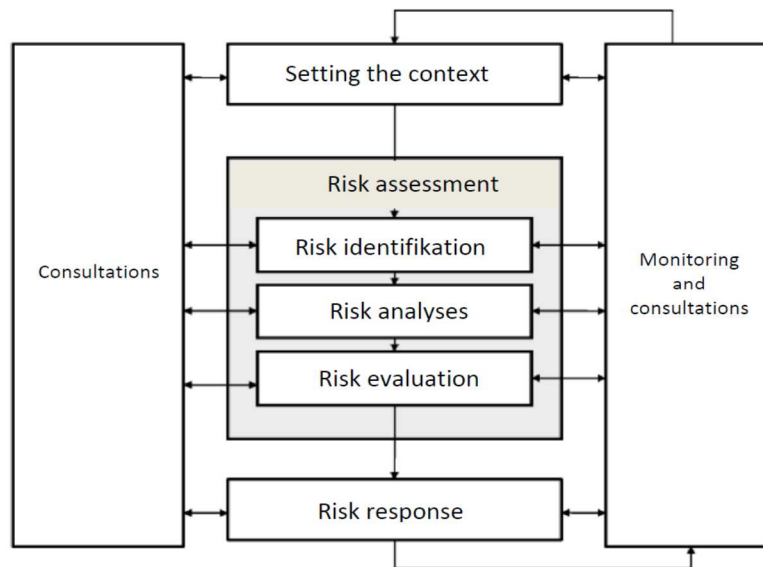 Setting the context
Risk assessment
Risk identifikation
Risk analyses
Risk evaluation
Risk response
Consultations
Monitoring
and
consultations